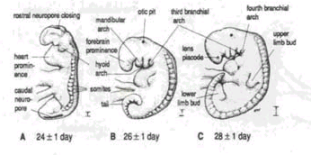 rostral neuropore closing
otic pit
third branchial
arch
fourth branchial
arch
mandibular
arch
forebrain
prominence
lens
placode
upper
limb bud
heart
promin-
ence
hyoid
arch
caudal
neuro-
pore
somites
tail
lower
limb bud
A 24 ± 1 day
B 26 ± 1 day
C 28 ± 1 day